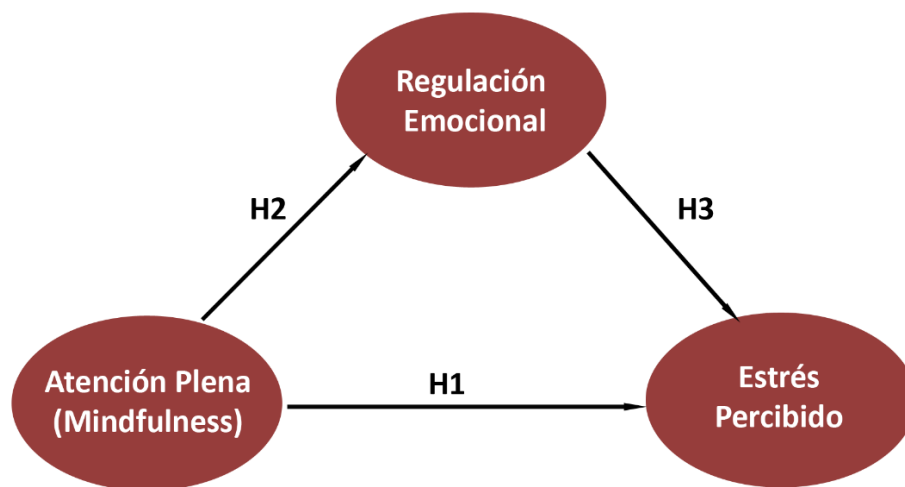 Regulación
Emocional
H2
H3
Atención Plena
(Mindfulness)
H1
Estrés
Percibido